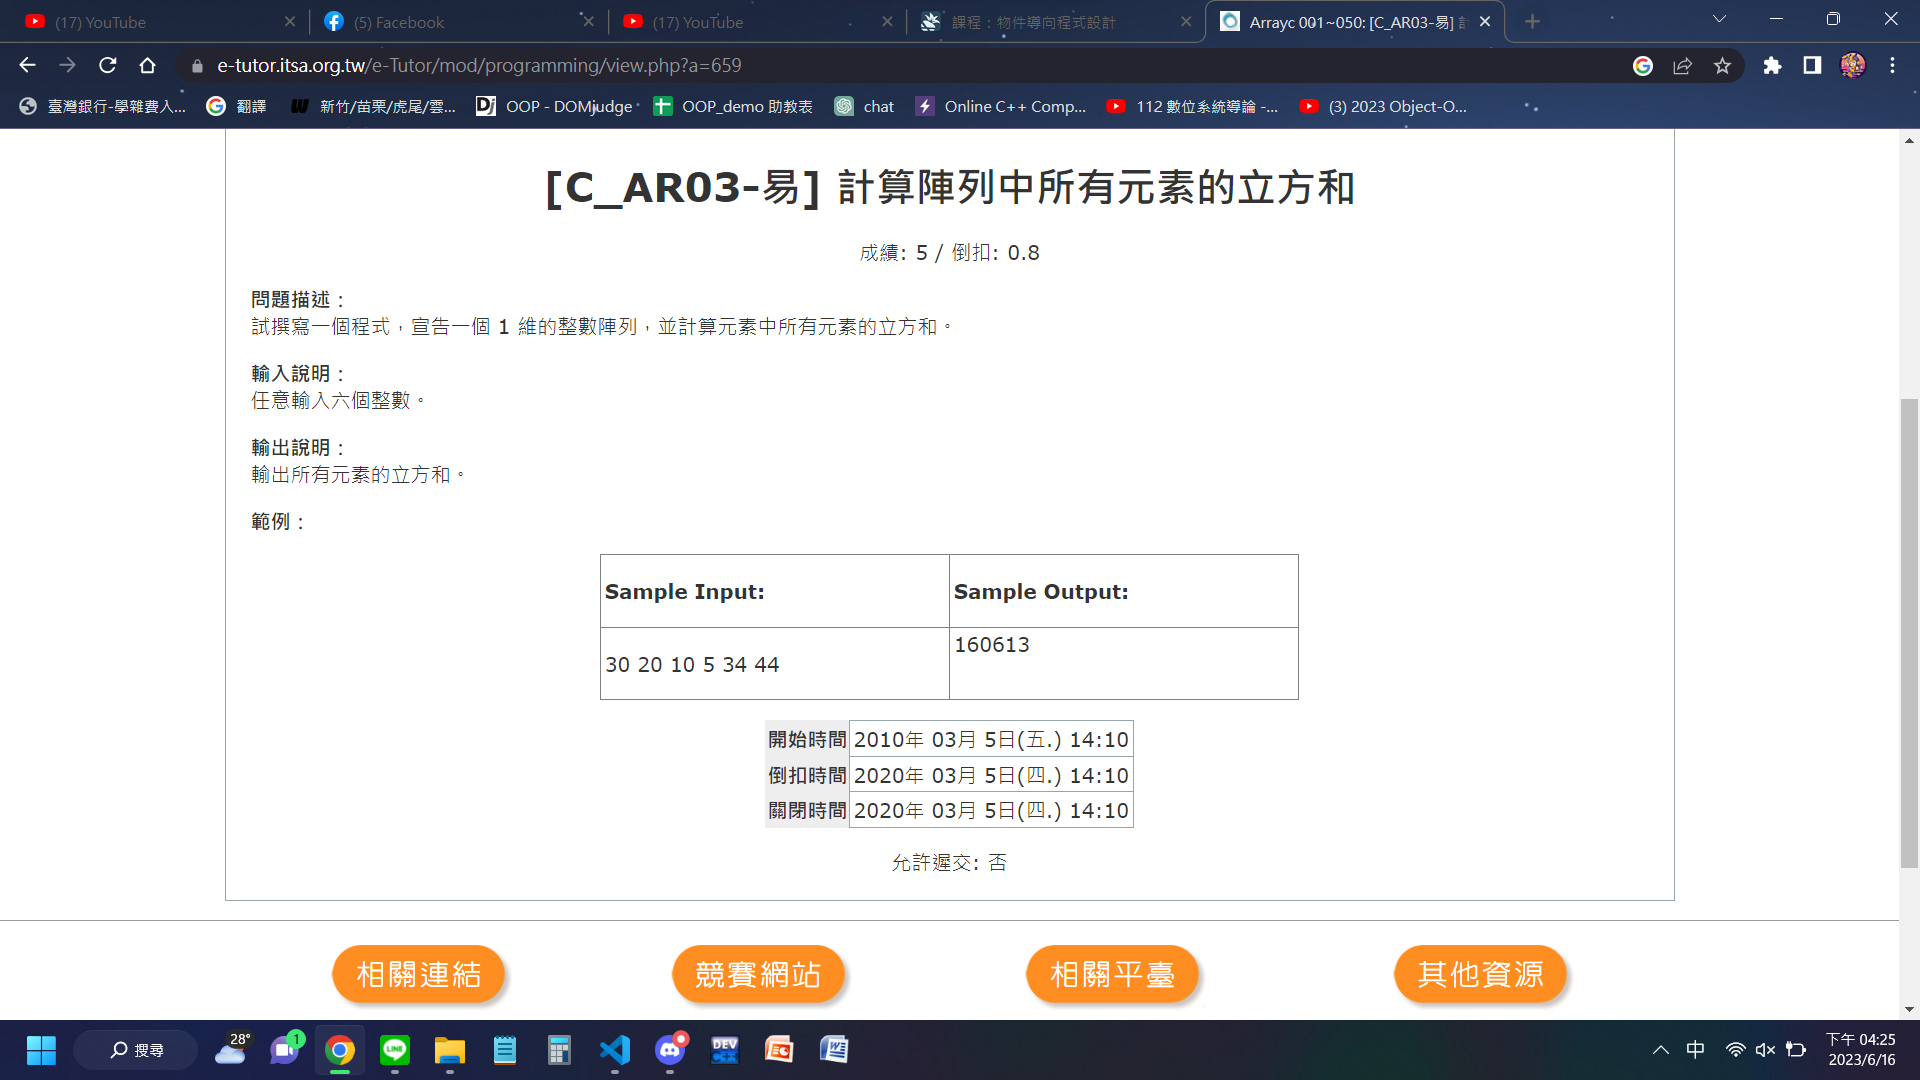 (17) YouTube
(5) Facebook
(17) YouTube
課程：物件導向程式設計
Arrayc 001~050: [C_AR03-易] 計
e-tutor.itsa.org.tw/e-Tutor/mod/programming/view.php?a=659
臺灣銀行-學雜費入...
翻譯
新竹/苗栗/虎尾/雲...
OOP - DOMjudge
OOP_demo 助教表
chat
Online C++ Comp...
112 數位系統導論 -...
(3) 2023 Object-O...
[C_AR03-易] 計算陣列中所有元素的立方和
成績: 5 / 倒扣: 0.8
問題描述：
試撰寫一個程式，宣告一個 1 維的整數陣列，並計算元素中所有元素的立方和。
輸入說明：
任意輸入六個整數。
輸出說明：
輸出所有元素的立方和。
範例：
Sample Input:
Sample Output:
30 20 10 5 34 44
160613
開始時間 2010年 03月 5日(五.) 14:10
倒扣時間 2020年 03月 5日(四.) 14:10
關閉時間 2020年 03月 5日(四.) 14:10
允許遲交: 否
相關連結
競賽網站
相關平臺
其他資源
搜尋
28°
1
LINE
DEV C++
中
下午 04:25
2023/6/16